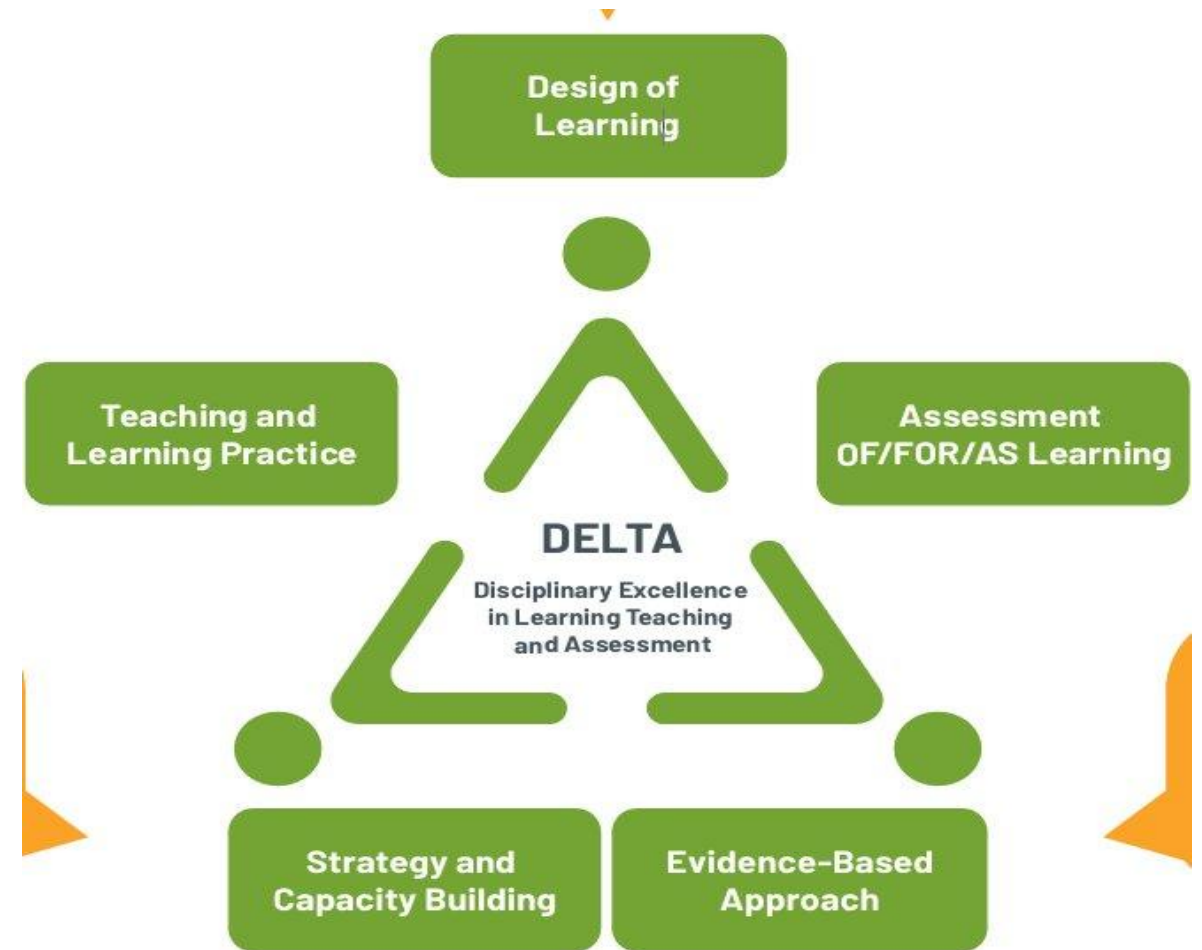 Design of
Learning
Teaching and
Learning Practice
Assessment
OF/FOR/AS Learning
DELTA
Disciplinary Excellence
in Learning Teaching
and Assessment
Strategy and
Capacity Building
Evidence-Based
Approach